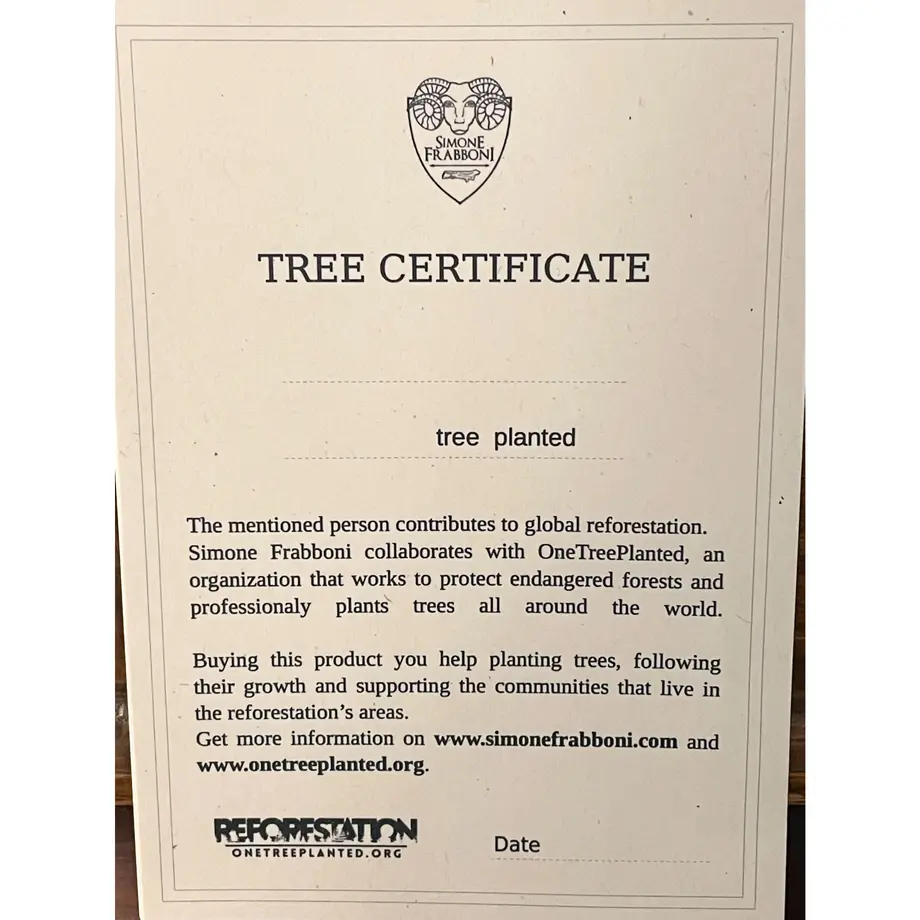 SIMONE
FRABBONI
TREE CERTIFICATE
tree planted
The mentioned person contributes to global reforestation.
Simone Frabboni collaborates with OneTreePlanted, an
organization that works to protect endangered forests and
professionaly plants trees all around the world.
Buying this product you help planting trees, following
their growth and supporting the communities that live in
the reforestation's areas.
Get more information on www.simonefrabboni.com and
www.onetreeplanted.org.
REFORESTATION
ONETREEPLANTED.ORG
Date